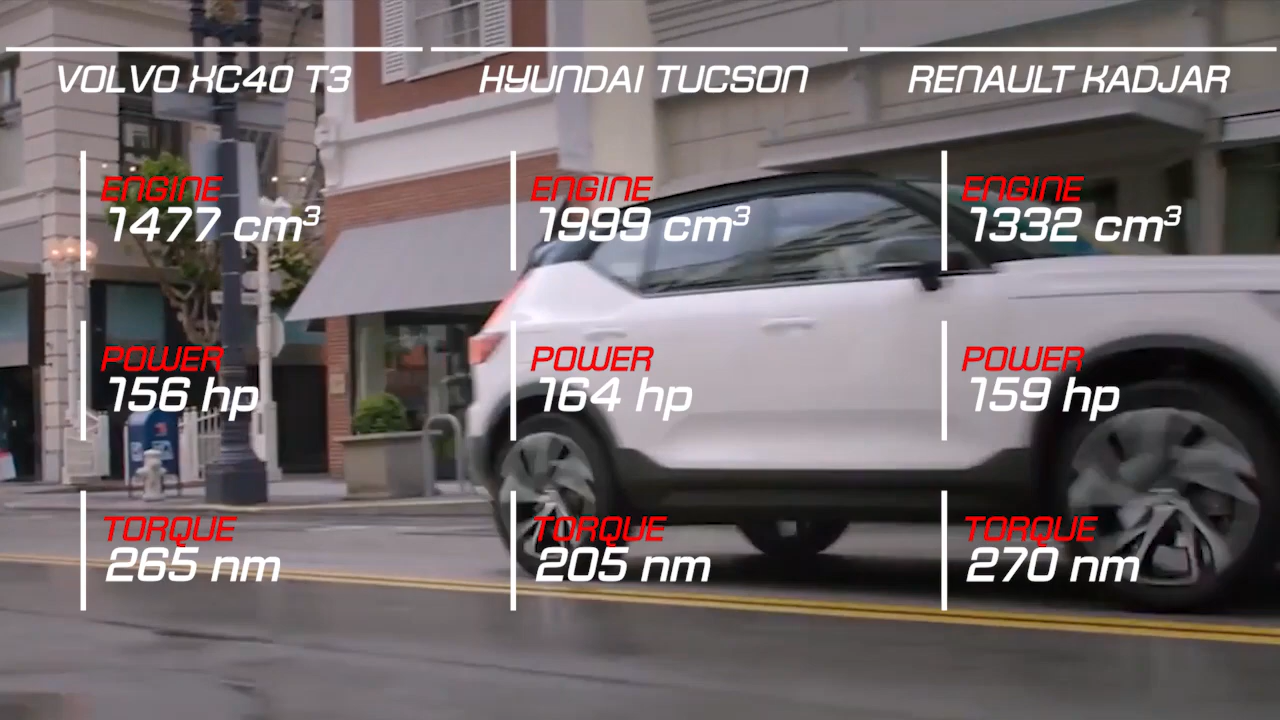 VOLVO XC40 T3
ENGINE
1477 cm³
POWER
156 hp
TORQUE
265 nm
HYUNDAI TUCSON
ENGINE
1999 cm³
POWER
164 hp
TORQUE
205 nm
RENAULT KADJAR
ENGINE
1332 cm³
POWER
159 hp
TORQUE
270 nm